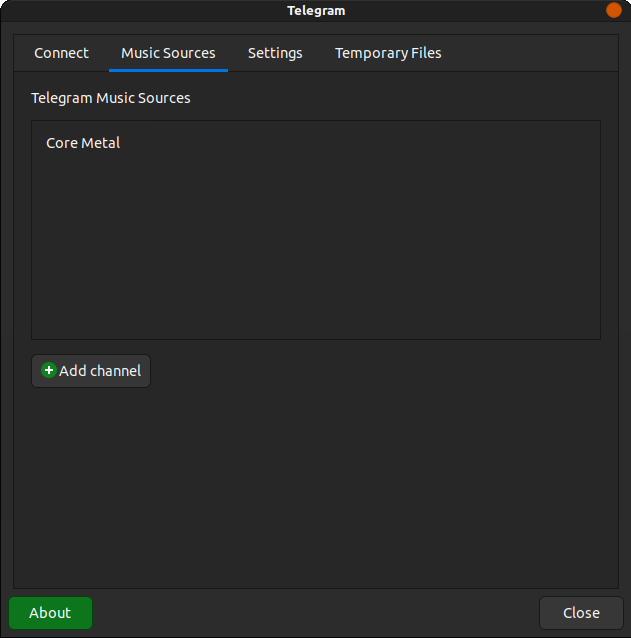 Telegram
Connect Music Sources Settings Temporary Files
Telegram Music Sources
Core Metal
Add channel
About Close